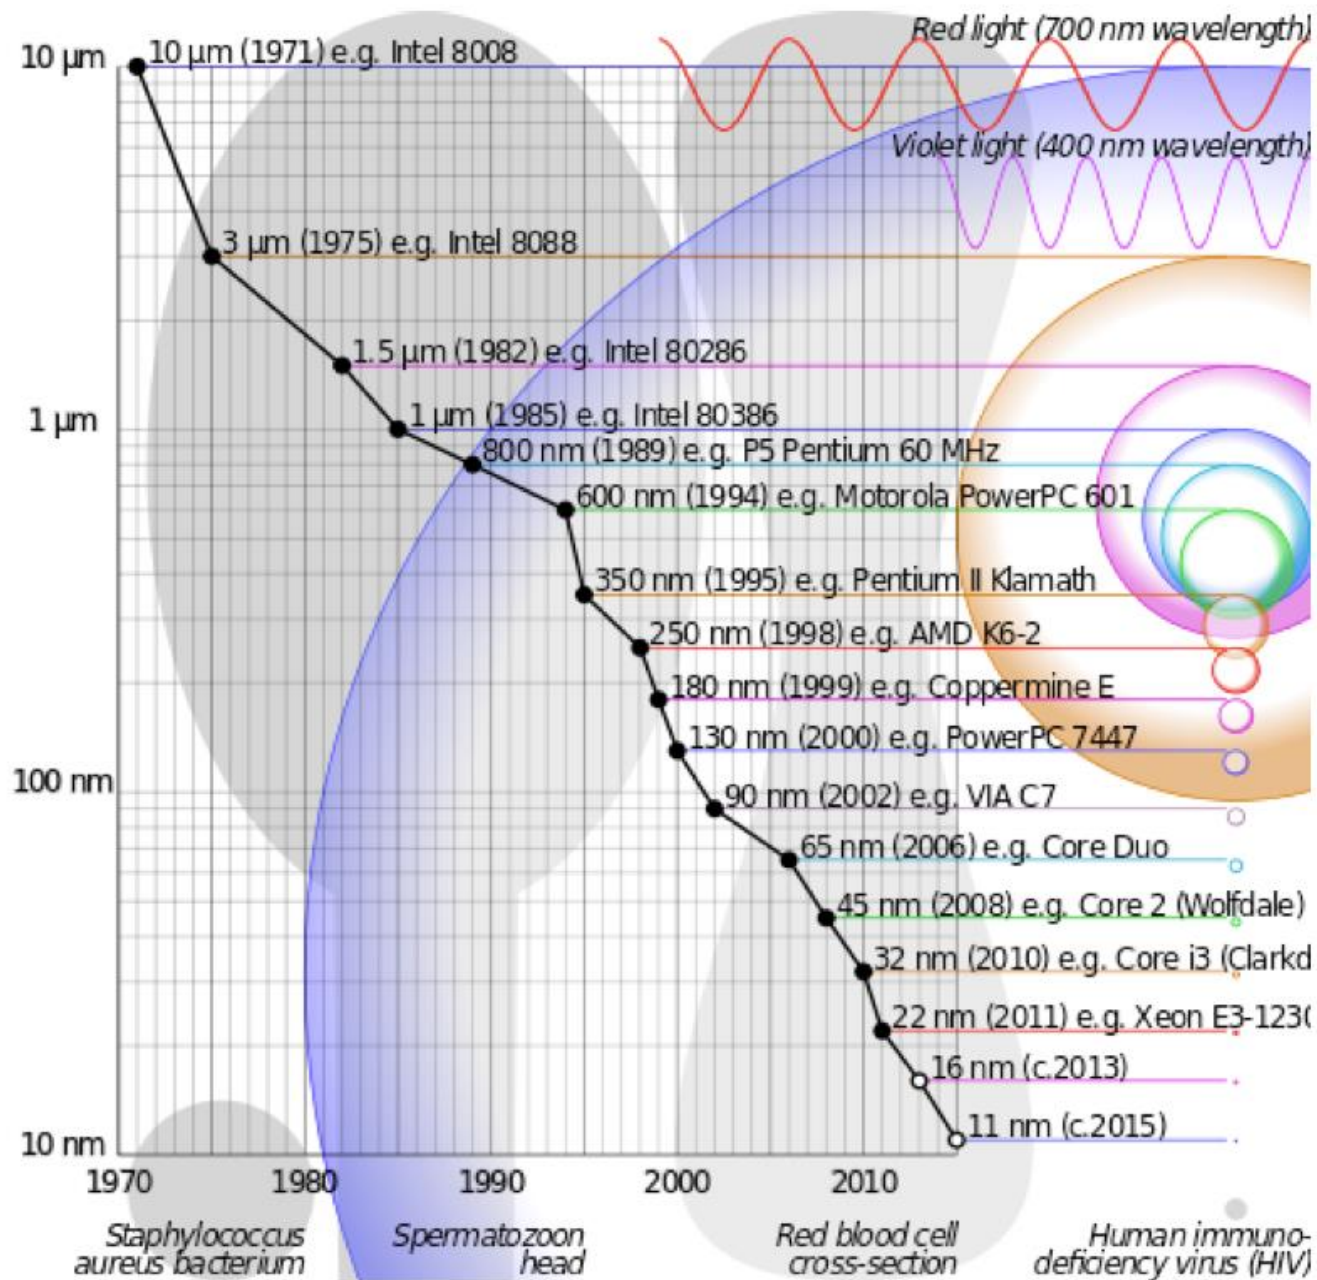 Red light (700 nm wavelength)
10 μm
10 μm (1971) e.g. Intel 8008
Violet light (400 nm wavelength)
3 μm (1975) e.g. Intel 8088
1.5 μm (1982) e.g. Intel 80286
1 μm
1 μm (1985) e.g. Intel 80386
800 nm (1989) e.g. P5 Pentium 60 MHz
600 nm (1994) e.g. Motorola PowerPC 601
350 nm (1995) e.g. Pentium II Klamath
250 nm (1998) e.g. AMD K6-2
180 nm (1999) e.g. Coppermine E
130 nm (2000) e.g. PowerPC 7447
100 nm
90 nm (2002) e.g. VIA C7
65 nm (2006) e.g. Core Duo
45 nm (2008) e.g. Core 2 (Wolfdale)
32 nm (2010) e.g. Core i3 (Clarkd
22 nm (2011) e.g. Xeon E3-1230
16 nm (c.2013)
11 nm (c.2015)
10 nm
1970 1980 1990 2000 2010
Staphylococcus
aureus bacterium
Spermatozoon
head
Red blood cell
cross-section
Human immuno-
deficiency virus (HIV)